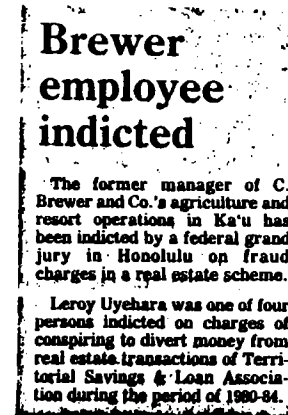 Brewer
employee
indicted
The former manager of C.
Brewer and Co.'s agriculture and
resort operations in Ka'u has
been indicted by a federal grand
jury in Honolulu on fraud
charges in a real estate scheme.
Leroy Uyehara was one of four
persons indicted on charges of
conspiring to divert money from
real estate transactions of Terri-
torial Savings & Loan Associa-
tion during the period of 1980-84.